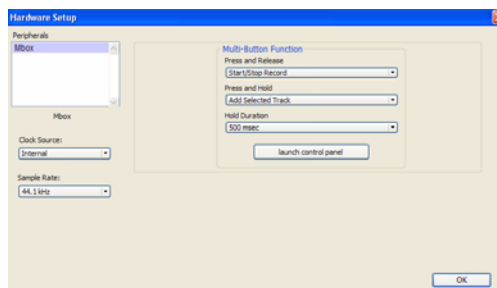 Hardware Setup
Peripherals
Mbox
Mbox
Clock Source:
Internal
Sample Rate:
44.1 kHz
Multi-Button Function
Press and Release
Start/Stop Record
Press and Hold
Add Selected Track
Hold Duration
500 msec
launch control panel
OK